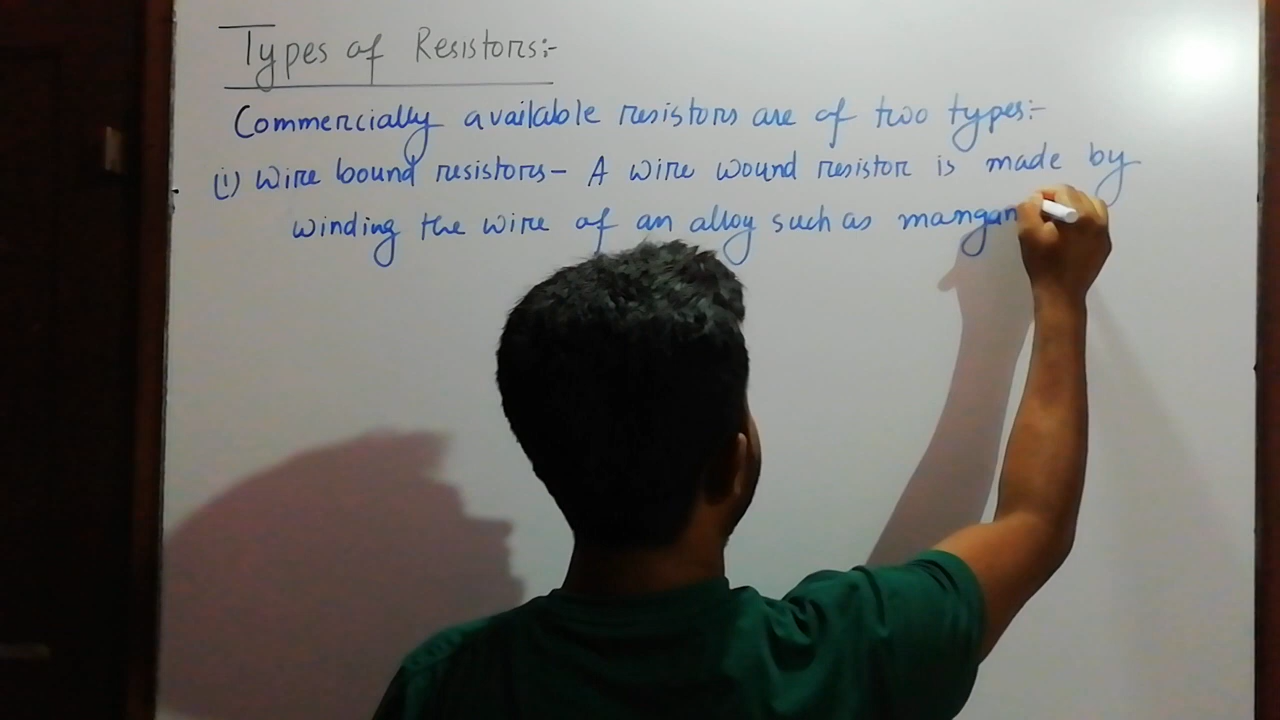 Types of Resistors:-
Commercially available resistors are of two types:-
(i) Wire bound resistors- A wire wound resistor is made by
winding the wire of an alloy such as mangan